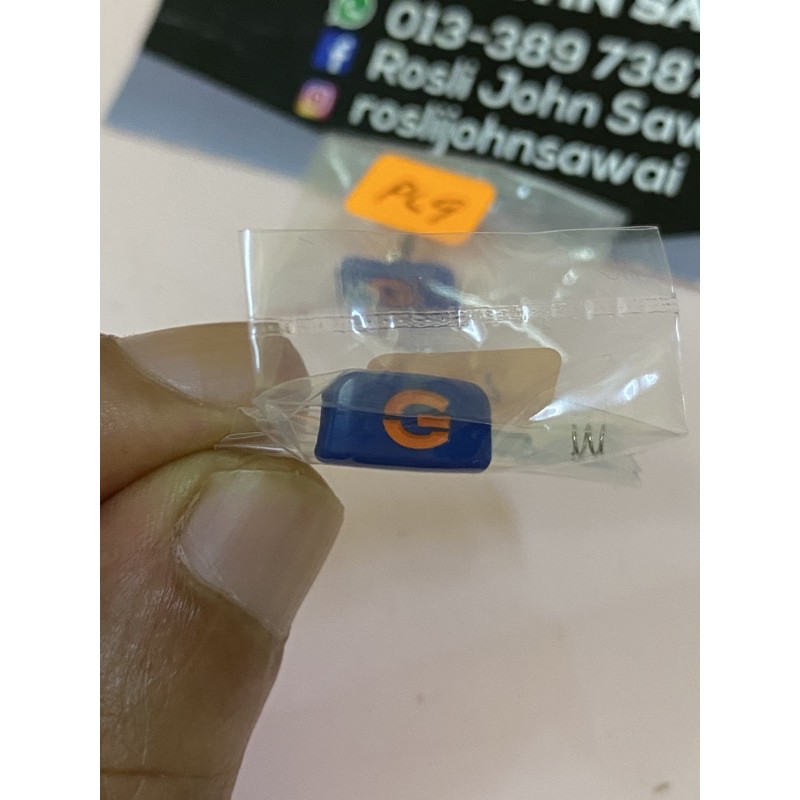 013-389 7387
Rosli John Saw
roslijohnsawai
PL9
G